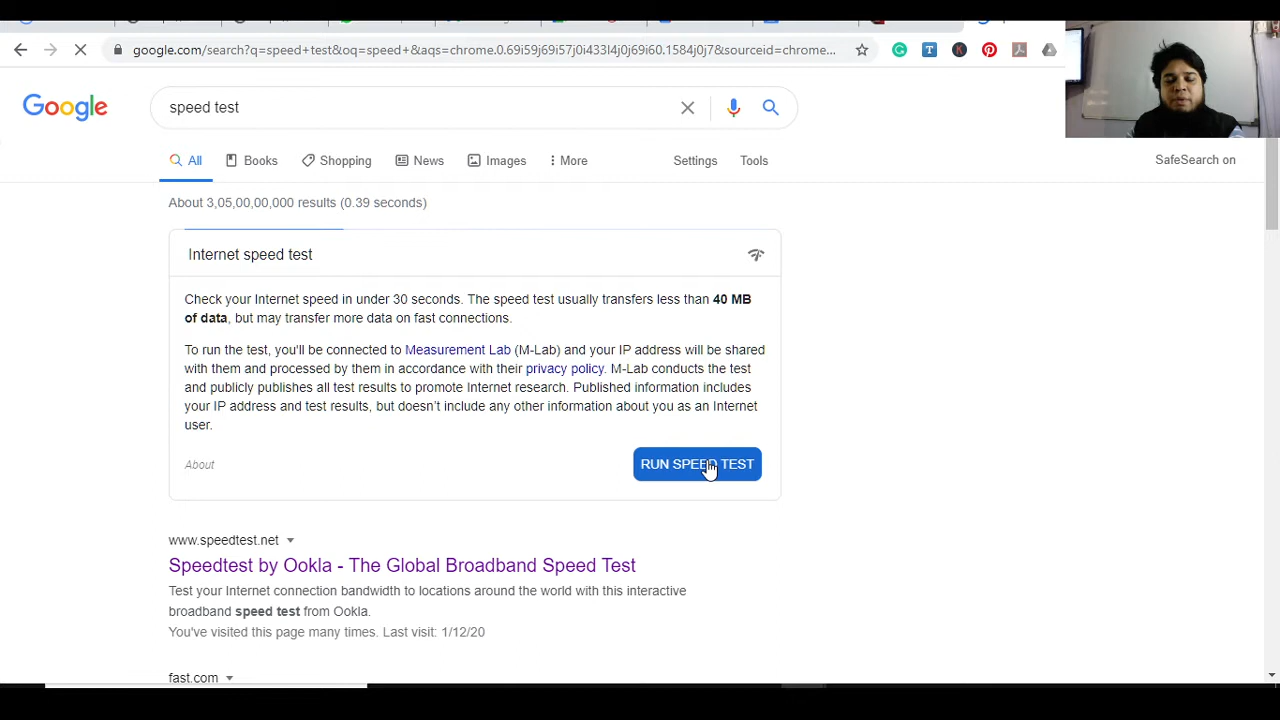 google.com/search?q=speed+test&oq=speed+&aqs=chrome.0.69i59j69i57j0i433l4j0j69i60.1584j0j7&sourceid=chrome...
Google
speed test
All
Books
Shopping
News
Images
More
Settings
Tools
SafeSearch on
About 3,05,00,00,000 results (0.39 seconds)
Internet speed test
Check your Internet speed in under 30 seconds. The speed test usually transfers less than 40 MB
of data, but may transfer more data on fast connections.
To run the test, you'll be connected to Measurement Lab (M-Lab) and your IP address will be shared
with them and processed by them in accordance with their privacy policy. M-Lab conducts the test
and publicly publishes all test results to promote Internet research. Published information includes
your IP address and test results, but doesn't include any other information about you as an Internet
user.
About
RUN SPEED TEST
www.speedtest.net
Speedtest by Ookla - The Global Broadband Speed Test
Test your Internet connection bandwidth to locations around the world with this interactive
broadband speed test from Ookla.
You've visited this page many times. Last visit: 1/12/20
fast.com